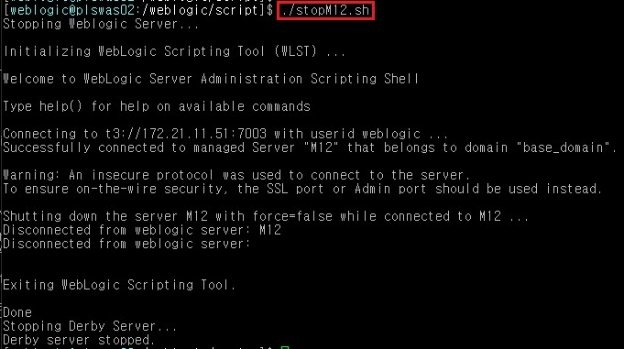 [weblogic@plswas02:/weblogic/script]$ ./stopM12.sh
Stopping Weblogic Server...
Initializing WebLogic Scripting Tool (WLST) ...
Welcome to WebLogic Server Administration Scripting Shell
Type help() for help on available commands
Connecting to t3://172.21.11.51:7003 with userid weblogic ...
Successfully connected to managed Server "M12" that belongs to domain "base_domain".
Warning: An insecure protocol was used to connect to the server.
To ensure on-the-wire security, the SSL port or Admin port should be used instead.
Shutting down the server M12 with force=false while connected to M12 ...
Disconnected from weblogic server: M12
Disconnected from weblogic server:
Exiting WebLogic Scripting Tool.
Done
Stopping Derby Server...
Derby server stopped.